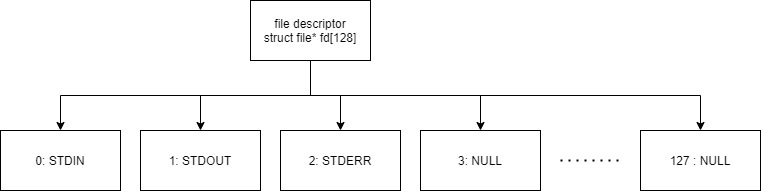 file descriptor
struct file* fd[128]
0: STDIN
1: STDOUT
2: STDERR
3: NULL
........
127 : NULL